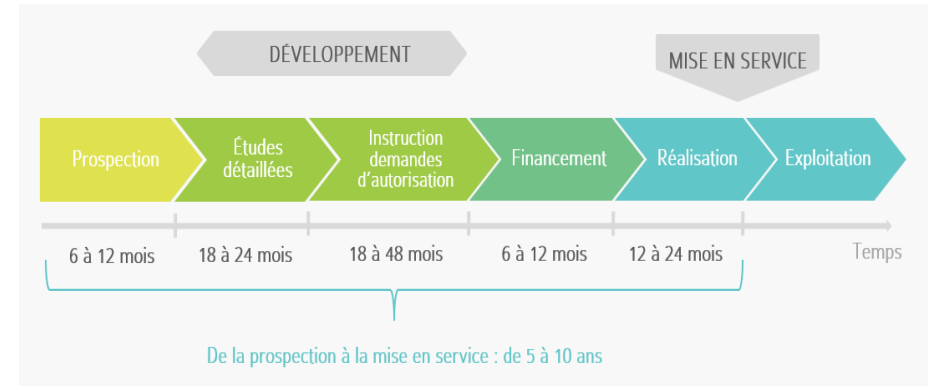 DÉVELOPPEMENT
MISE EN SERVICE
Prospection
Études
détaillées
Instruction
demandes
d'autorisation
Financement
Réalisation
Exploitation
6 à 12 mois
18 à 24 mois
18 à 48 mois
6 à 12 mois
12 à 24 mois
Temps
De la prospection à la mise en service : de 5 à 10 ans